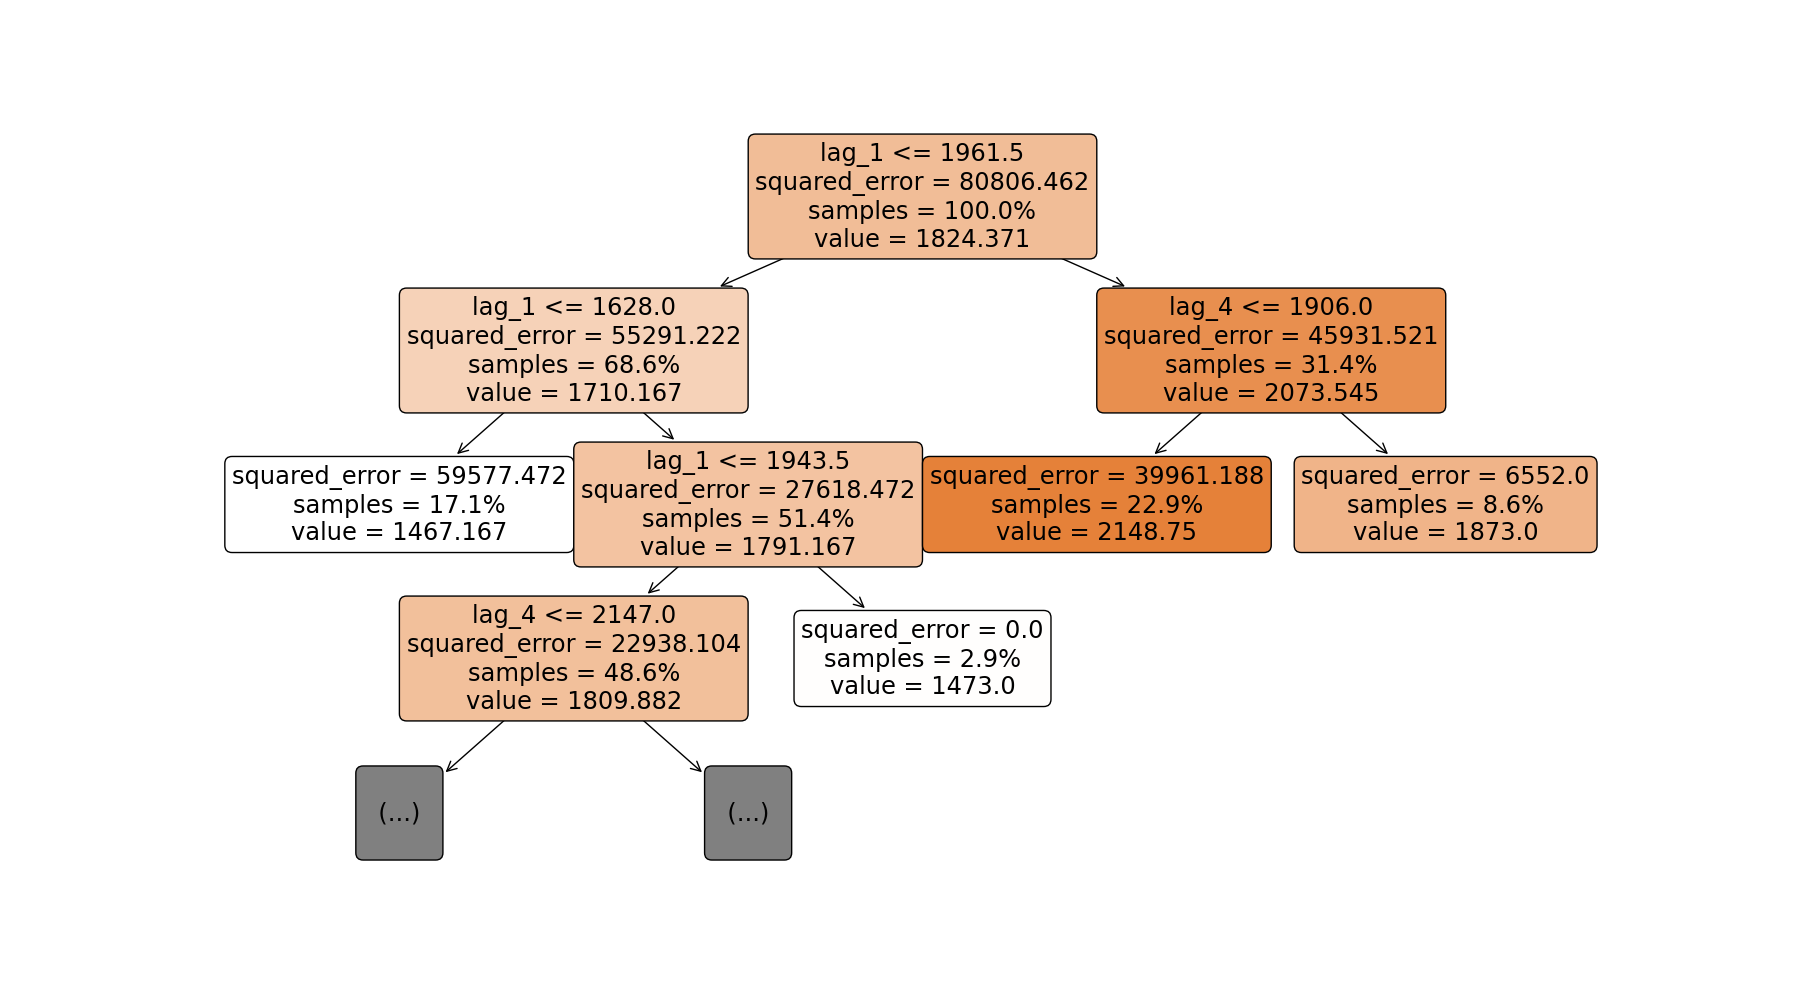 lag_1 <= 1961.5
squared_error = 80806.462
samples = 100.0%
value = 1824.371
lag_1 <= 1628.0
squared_error = 55291.222
samples = 68.6%
value = 1710.167
lag_4 <= 1906.0
squared_error = 45931.521
samples = 31.4%
value = 2073.545
squared_error = 59577.472
samples = 17.1%
value = 1467.167
lag_1 <= 1943.5
squared_error = 27618.472
samples = 51.4%
value = 1791.167
squared_error = 39961.188
samples = 22.9%
value = 2148.75
squared_error = 6552.0
samples = 8.6%
value = 1873.0
lag_4 <= 2147.0
squared_error = 22938.104
samples = 48.6%
value = 1809.882
squared_error = 0.0
samples = 2.9%
value = 1473.0
(...)
(...)